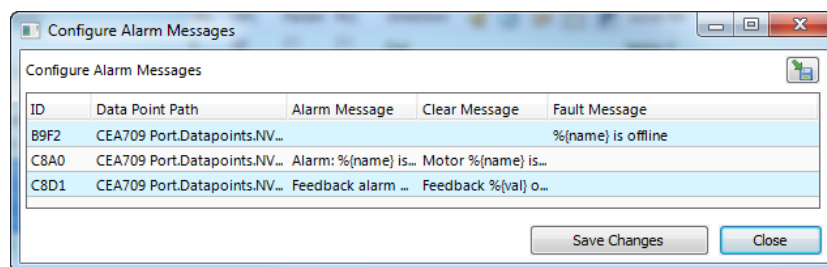 Configure Alarm Messages
Configure Alarm Messages
ID Data Point Path Alarm Message Clear Message Fault Message
B9F2 CEA709 Port.Datapoints.NV... %{name} is offline
C8A0 CEA709 Port.Datapoints.NV... Alarm: %{name} is... Motor %{name} is...
C8D1 CEA709 Port.Datapoints.NV... Feedback alarm ... Feedback %{val} o...
Save Changes Close